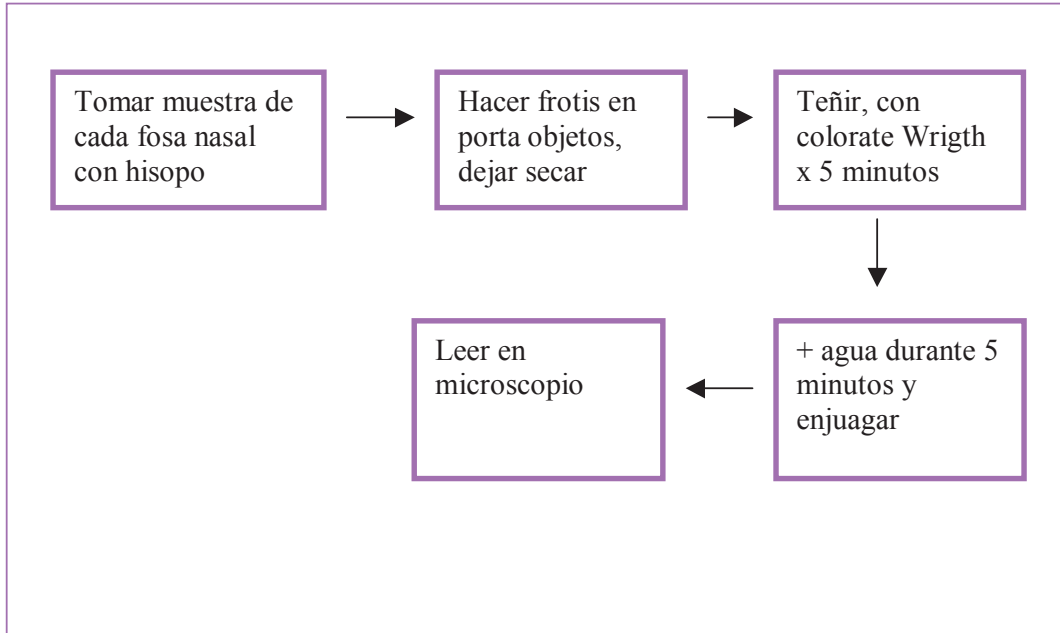 Tomar muestra de
cada fosa nasal
con hisopo
Hacer frotis en
porta objetos,
dejar secar
Teñir, con
colorate Wrigth
x 5 minutos
+ agua durante 5
minutos y
enjuagar
Leer en
microscopio